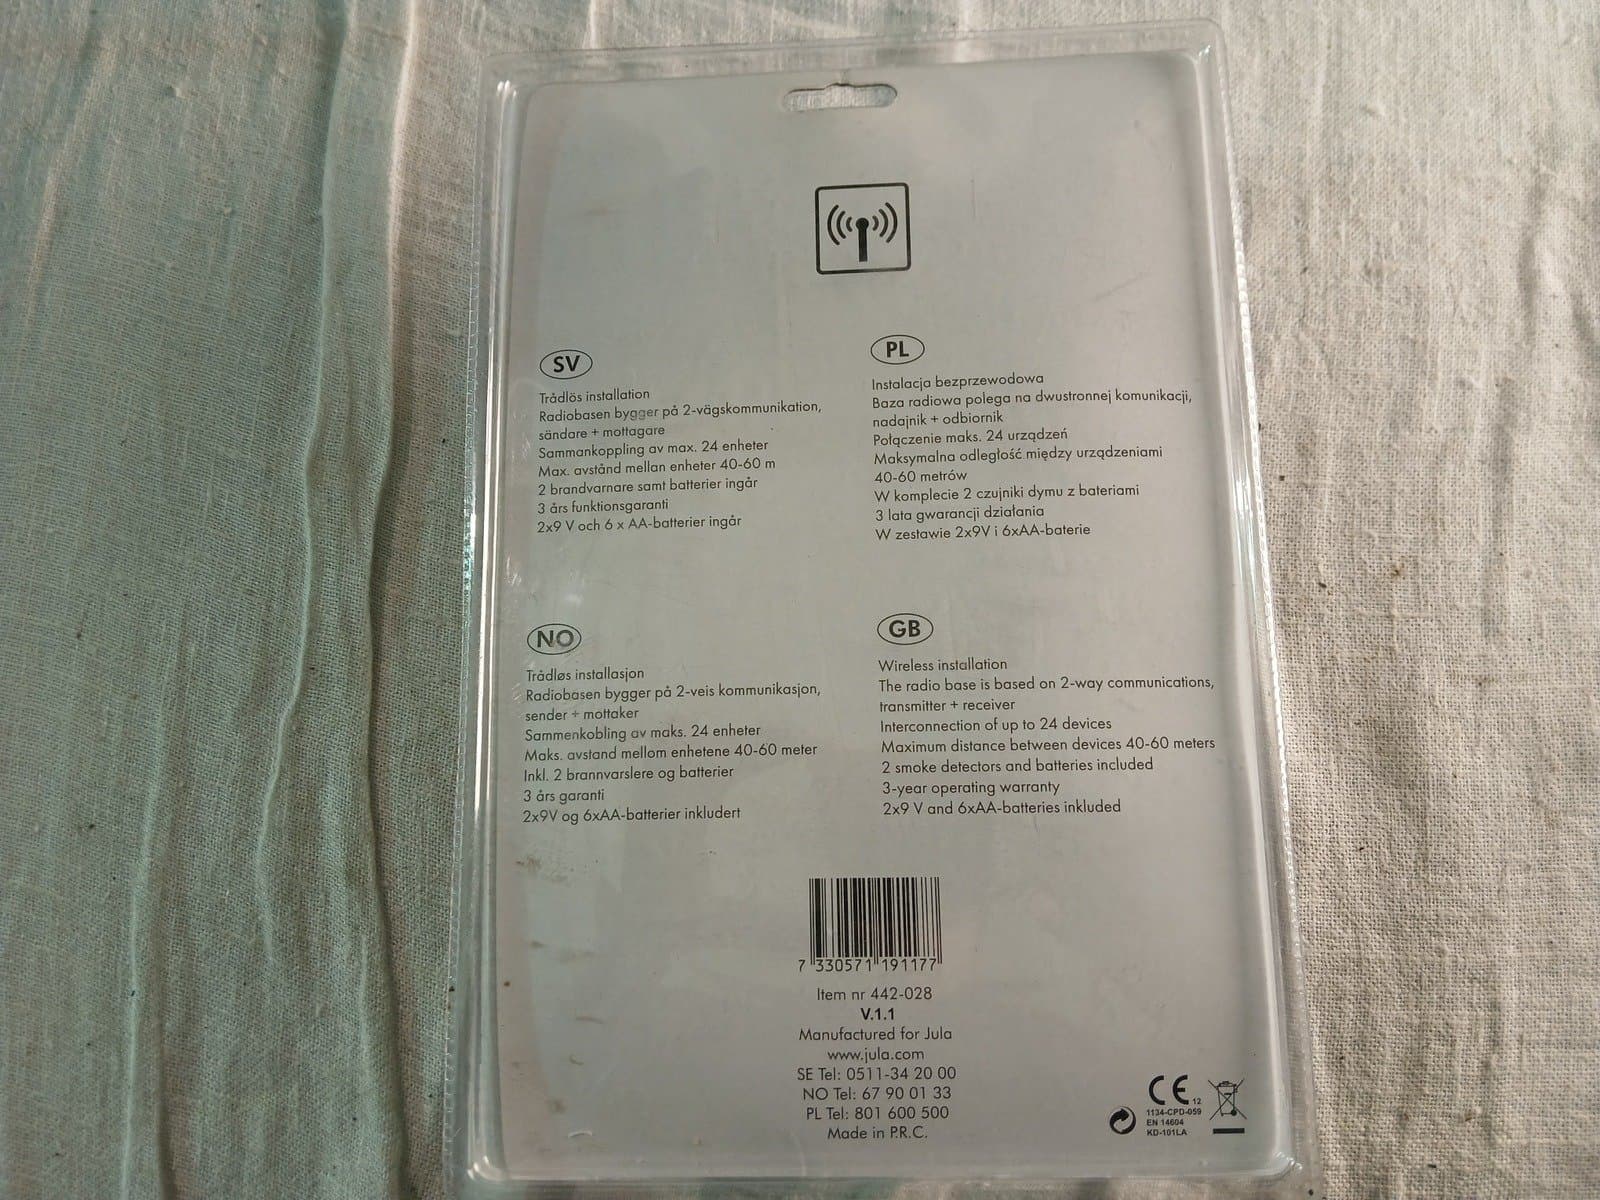 SV
Trådlös installation
Radiobasen bygger på 2-vägskommunikation,
sändare + mottagare
Sammankoppling av max. 24 enheter
Max. avstånd mellan enheter 40-60 m
2 brandvarnare samt batterier ingår
3 års funktionsgaranti
2x9 V och 6 x AA-batterier ingår
PL
Instalacja bezprzewodowa
Baza radiowa polega na dwustronnej komunikacji,
nadajnik + odbiornik
Połączenie maks. 24 urządzeń
Maksymalna odległość między urządzeniami
40-60 metrów
W komplecie 2 czujniki dymu z bateriami
3 lata gwarancji działania
W zestawie 2x9V i 6xAA-baterie
NO
Trådløs installasjon
Radiobasen bygger på 2-veis kommunikasjon,
sender + mottaker
Sammenkobling av maks. 24 enheter
Maks. avstand mellom enhetene 40-60 meter
Inkl. 2 brannvarslere og batterier
3 års garanti
2x9V og 6xAA-batterier inkludert
GB
Wireless installation
The radio base is based on 2-way communications,
transmitter + receiver
Interconnection of up to 24 devices
Maximum distance between devices 40-60 meters
2 smoke detectors and batteries included
3-year operating warranty
2x9 V and 6xAA-batteries inkluded
7 330571 191177
Item nr 442-028
V.1.1
Manufactured for Jula
www.jula.com
SE Tel: 0511-34 20 00
NO Tel: 67 90 01 33
PL Tel: 801 600 500
Made in P.R.C.
CE 12
1134-CPD-059
EN 14604
KD-101LA